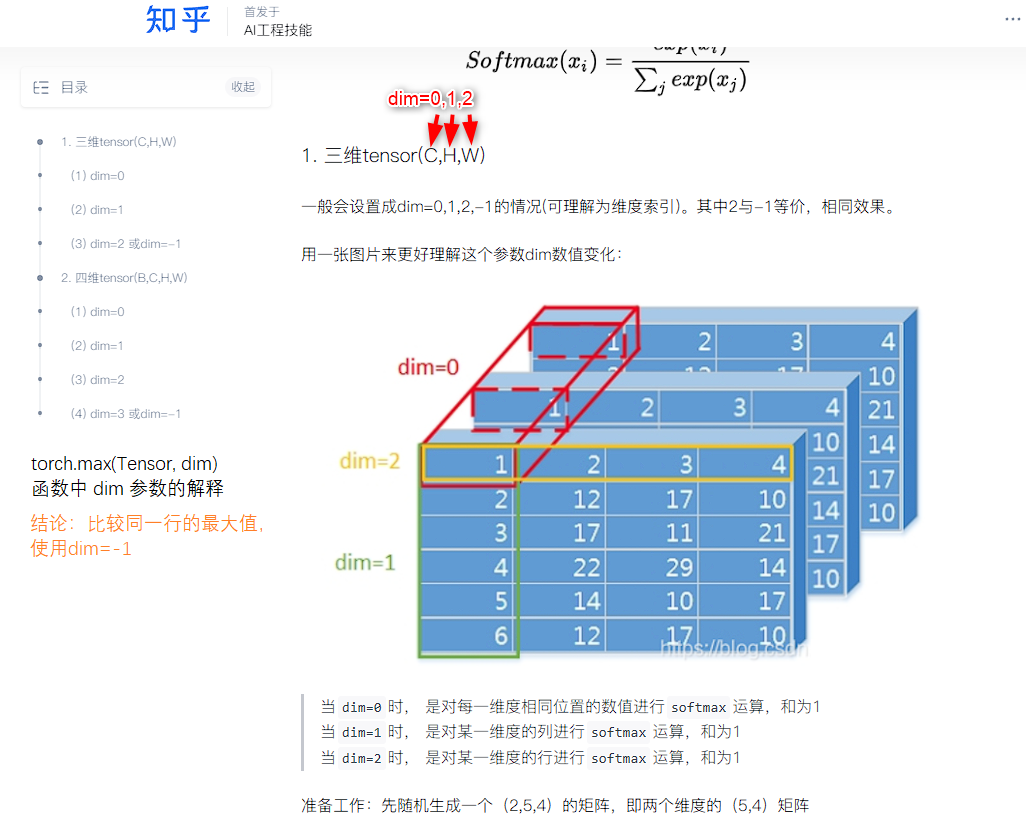 知乎
首发于
AI工程技能
目录
收起
1. 三维tensor(C,H,W)
(1) dim=0
(2) dim=1
(3) dim=2 或dim=-1
2. 四维tensor(B,C,H,W)
(1) dim=0
(2) dim=1
(3) dim=2
(4) dim=3 或dim=-1
torch.max(Tensor, dim)
函数中 dim 参数的解释
结论：比较同一行的最大值,
使用dim=-1
Softmax(xᵢ) = exp(xᵢ) / ∑ⱼ exp(xⱼ)
dim=0,1,2
1. 三维tensor(C,H,W)
一般会设置成dim=0,1,2,-1的情况(可理解为维度索引)。其中2与-1等价，相同效果。
用一张图片来更好理解这个参数dim数值变化：
1 2 3 4
10
dim=0
1 2 3 4
21
10
14
dim=2
1 2 3 4
21
17
2 12 17 10
14
10
3 17 11 21
17
dim=1
4 22 29 14
10
5 14 10 17
6 12 17 10
https://blog.csdn
当 dim=0 时， 是对每一维度相同位置的数值进行 softmax 运算，和为1
当 dim=1 时， 是对某一维度的列进行 softmax 运算，和为1
当 dim=2 时， 是对某一维度的行进行 softmax 运算，和为1
准备工作：先随机生成一个（2,5,4）的矩阵，即两个维度的（5,4）矩阵